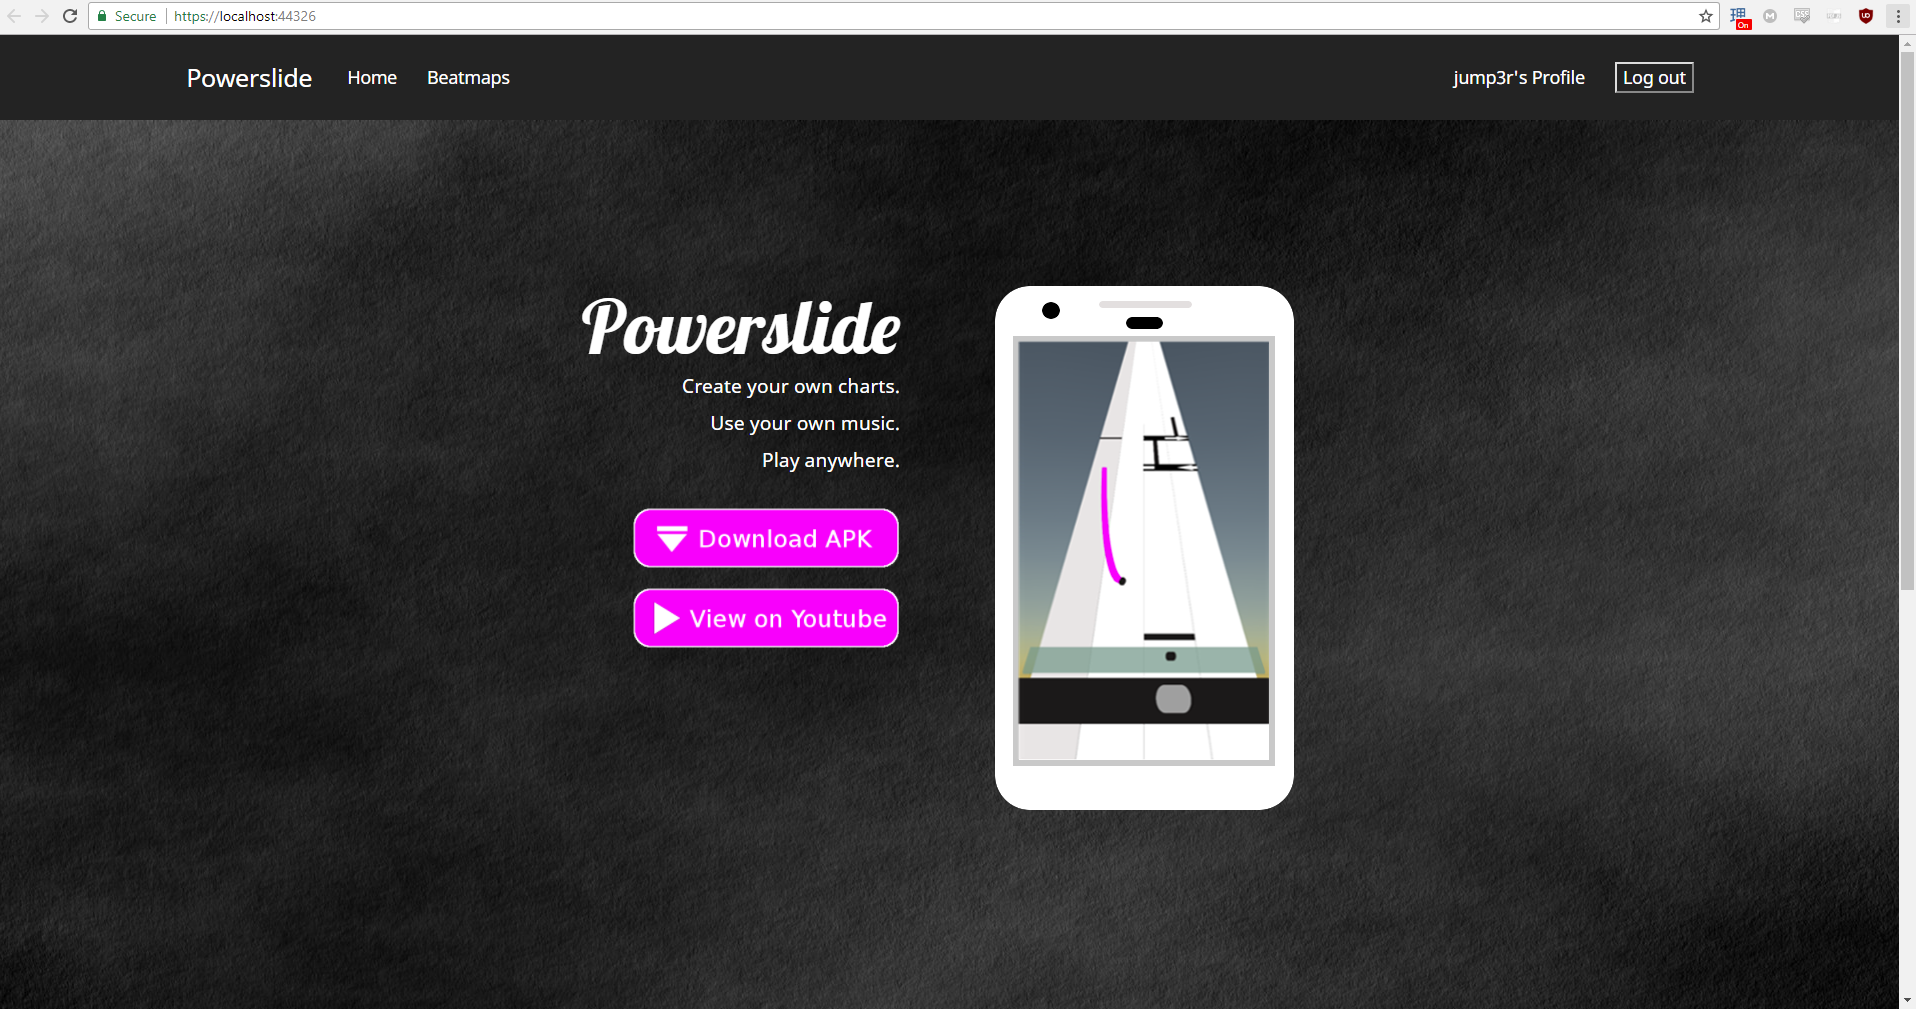 Secure https://localhost:44326
On
Powerslide Home Beatmaps jump3r's Profile Log out
Powerslide
Create your own charts.
Use your own music.
Play anywhere.
Download APK
View on Youtube